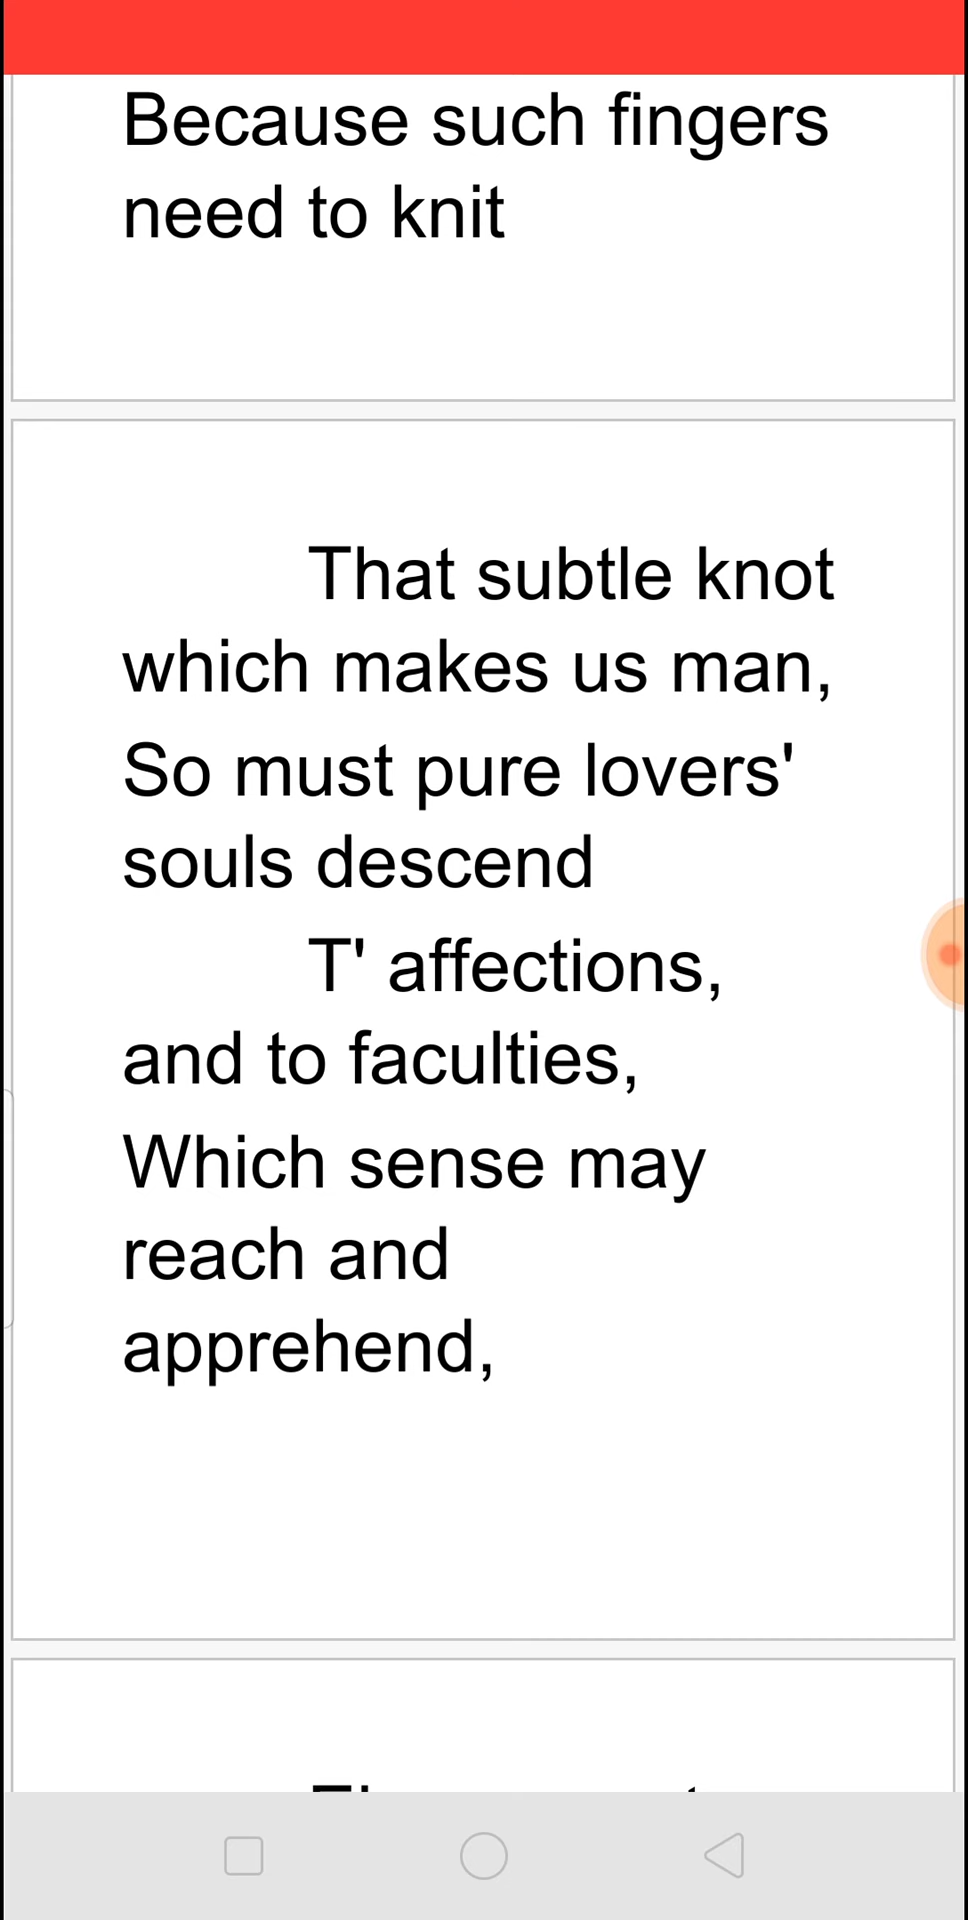 Because such fingers
need to knit
That subtle knot
which makes us man,
So must pure lovers'
souls descend
T' affections,
and to faculties,
Which sense may
reach and
apprehend,